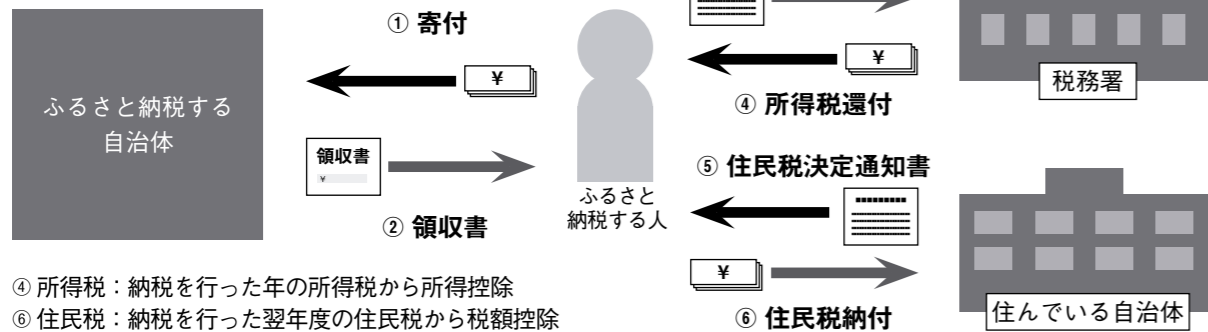 ① 寄付
¥
ふるさと納税する
自治体
領収書
¥
② 領収書
ふるさと
納税する人
¥
④ 所得税還付
税務署
⑤ 住民税決定通知書
¥
⑥ 住民税納付
住んでいる自治体
④ 所得税：納税を行った年の所得税から所得控除
⑥ 住民税：納税を行った翌年度の住民税から税額控除